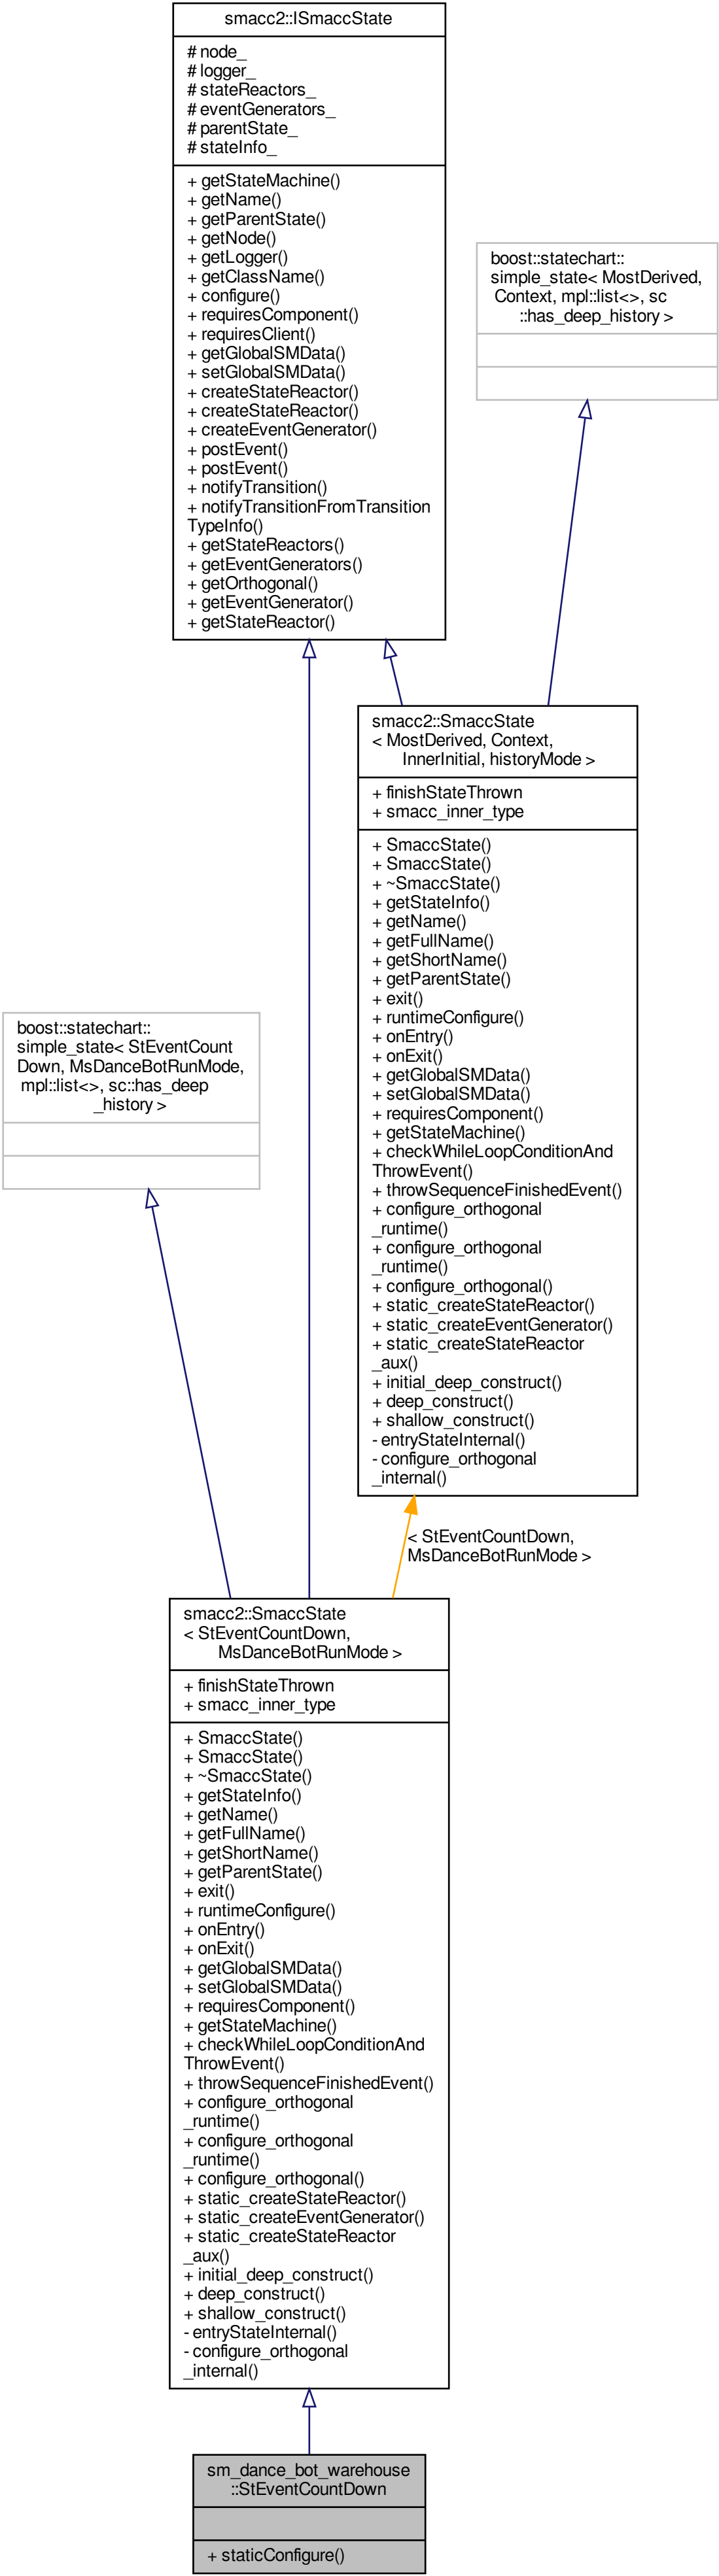 smacc2::ISmaccState
# node_
# logger_
# stateReactors_
# eventGenerators_
# parentState_
# stateInfo_
+ getStateMachine()
+ getName()
+ getParentState()
+ getNode()
+ getLogger()
+ getClassName()
+ configure()
+ requiresComponent()
+ requiresClient()
+ getGlobalSMData()
+ setGlobalSMData()
+ createStateReactor()
+ createStateReactor()
+ createEventGenerator()
+ postEvent()
+ postEvent()
+ notifyTransition()
+ notifyTransitionFromTransition
TypeInfo()
+ getStateReactors()
+ getEventGenerators()
+ getOrthogonal()
+ getEventGenerator()
+ getStateReactor()
boost::statechart::
simple_state< MostDerived,
Context, mpl::list<>, sc
::has_deep_history >
smacc2::SmaccState
< MostDerived, Context,
InnerInitial, historyMode >
+ finishStateThrown
+ smacc_inner_type
+ SmaccState()
+ SmaccState()
+ ~SmaccState()
+ getStateInfo()
+ getName()
+ getFullName()
+ getShortName()
+ getParentState()
+ exit()
+ runtimeConfigure()
+ onEntry()
+ onExit()
+ getGlobalSMData()
+ setGlobalSMData()
+ requiresComponent()
+ getStateMachine()
+ checkWhileLoopConditionAnd
ThrowEvent()
+ throwSequenceFinishedEvent()
+ configure_orthogonal
_runtime()
+ configure_orthogonal
_runtime()
+ configure_orthogonal()
+ static_createStateReactor()
+ static_createEventGenerator()
+ static_createStateReactor
_aux()
+ initial_deep_construct()
+ deep_construct()
+ shallow_construct()
- entryStateInternal()
- configure_orthogonal
_internal()
boost::statechart::
simple_state< StEventCount
Down, MsDanceBotRunMode,
mpl::list<>, sc::has_deep
_history >
< StEventCountDown,
MsDanceBotRunMode >
smacc2::SmaccState
< StEventCountDown,
MsDanceBotRunMode >
+ finishStateThrown
+ smacc_inner_type
+ SmaccState()
+ SmaccState()
+ ~SmaccState()
+ getStateInfo()
+ getName()
+ getFullName()
+ getShortName()
+ getParentState()
+ exit()
+ runtimeConfigure()
+ onEntry()
+ onExit()
+ getGlobalSMData()
+ setGlobalSMData()
+ requiresComponent()
+ getStateMachine()
+ checkWhileLoopConditionAnd
ThrowEvent()
+ throwSequenceFinishedEvent()
+ configure_orthogonal
_runtime()
+ configure_orthogonal
_runtime()
+ configure_orthogonal()
+ static_createStateReactor()
+ static_createEventGenerator()
+ static_createStateReactor
_aux()
+ initial_deep_construct()
+ deep_construct()
+ shallow_construct()
- entryStateInternal()
- configure_orthogonal
_internal()
sm_dance_bot_warehouse
::StEventCountDown
+ staticConfigure()